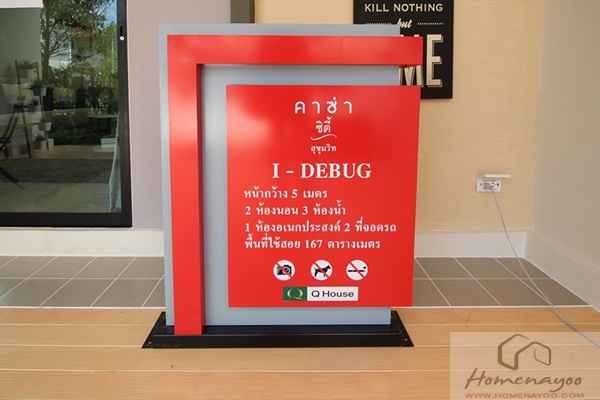 KILL NOTHING
but
ME
คาซ่า
ซิตี้
สุขุมวิท
I - DEBUG
หน้ากว้าง 5 เมตร
2 ห้องนอน 3 ห้องน้ำ
1 ห้องอเนกประสงค์ 2 ที่จอดรถ
พื้นที่ใช้สอย 167 ตารางเมตร
Q House
Homenayoo
WWW.HOMENAYOO.COM